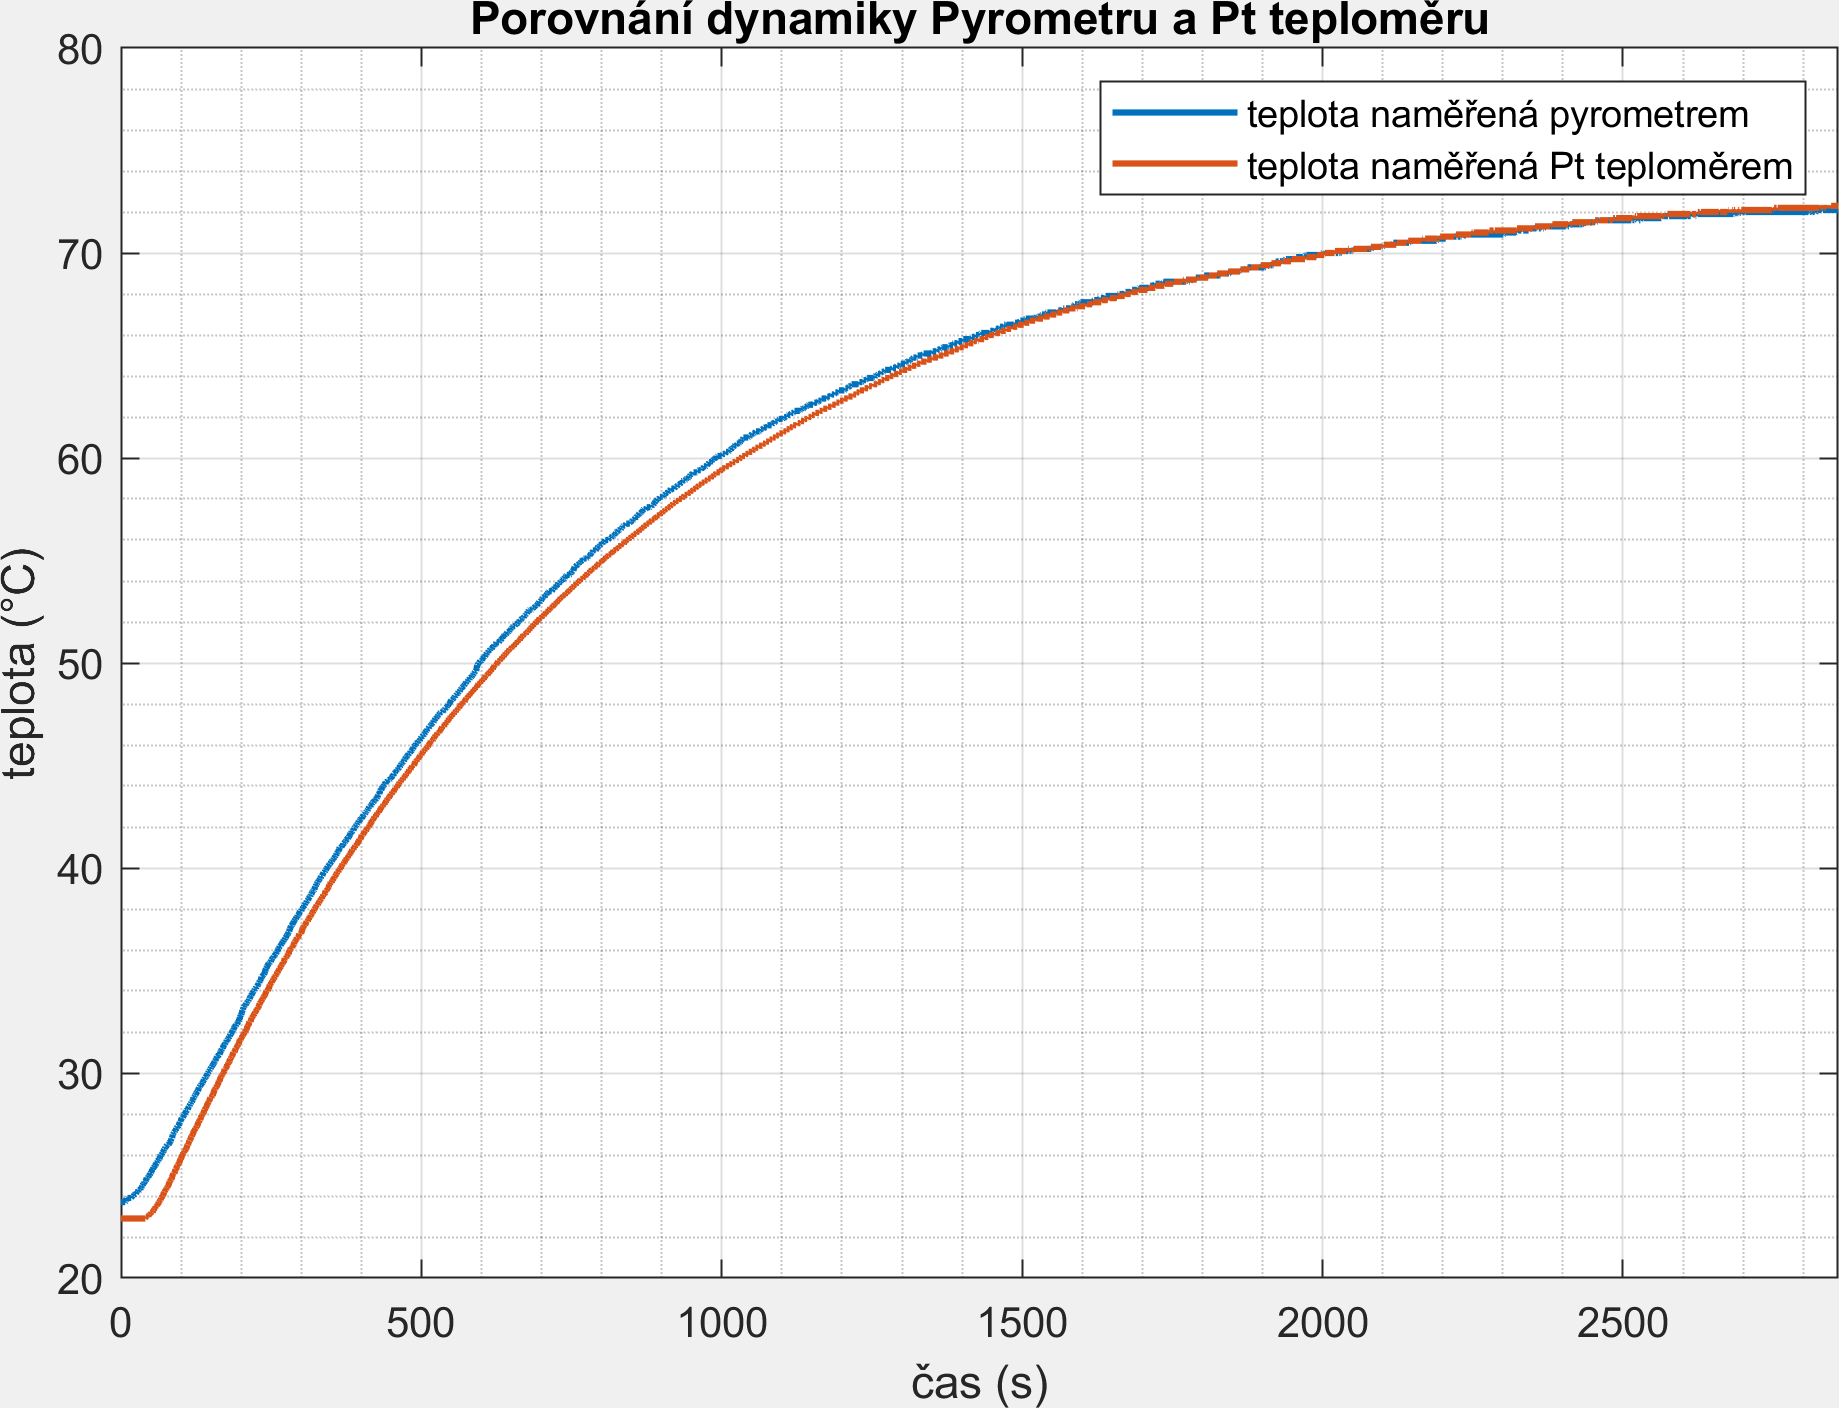 Porovnání dynamiky Pyrometru a Pt teploměru
80
teplota naměřená pyrometrem
teplota naměřená Pt teploměrem
70
60
50
teplota (°C)
40
30
20
0 500 1000 1500 2000 2500
čas (s)